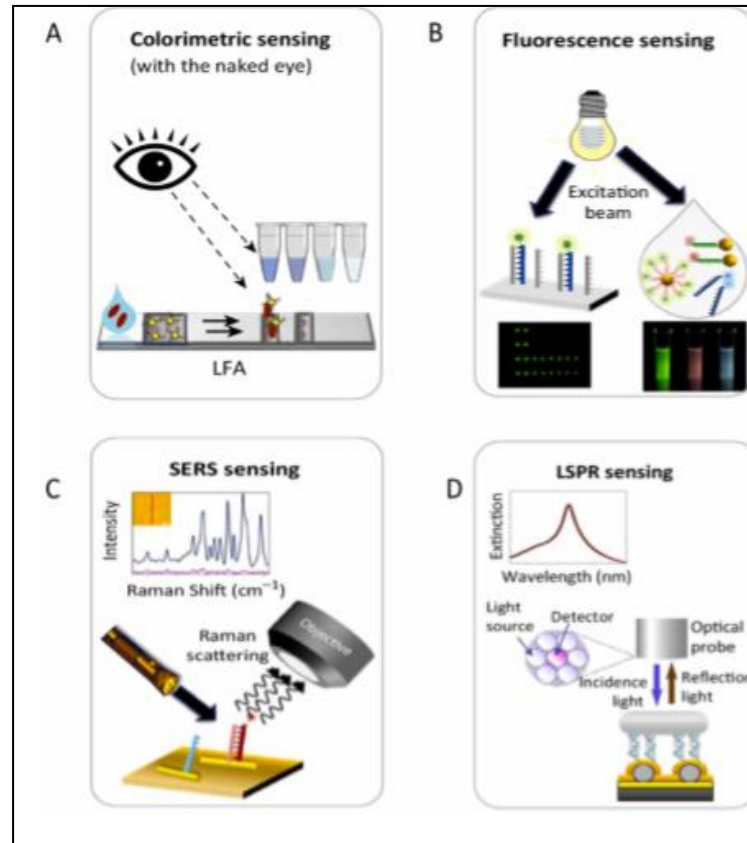 A
Colorimetric sensing
(with the naked eye)
LFA
B
Fluorescence sensing
Excitation
beam
C
SERS sensing
Intensity
Raman Shift (cm⁻¹)
Raman
scattering
Objective
D
LSPR sensing
Extinction
Wavelength (nm)
Light
source
Detector
Optical
probe
Incidence
light
Reflection
light